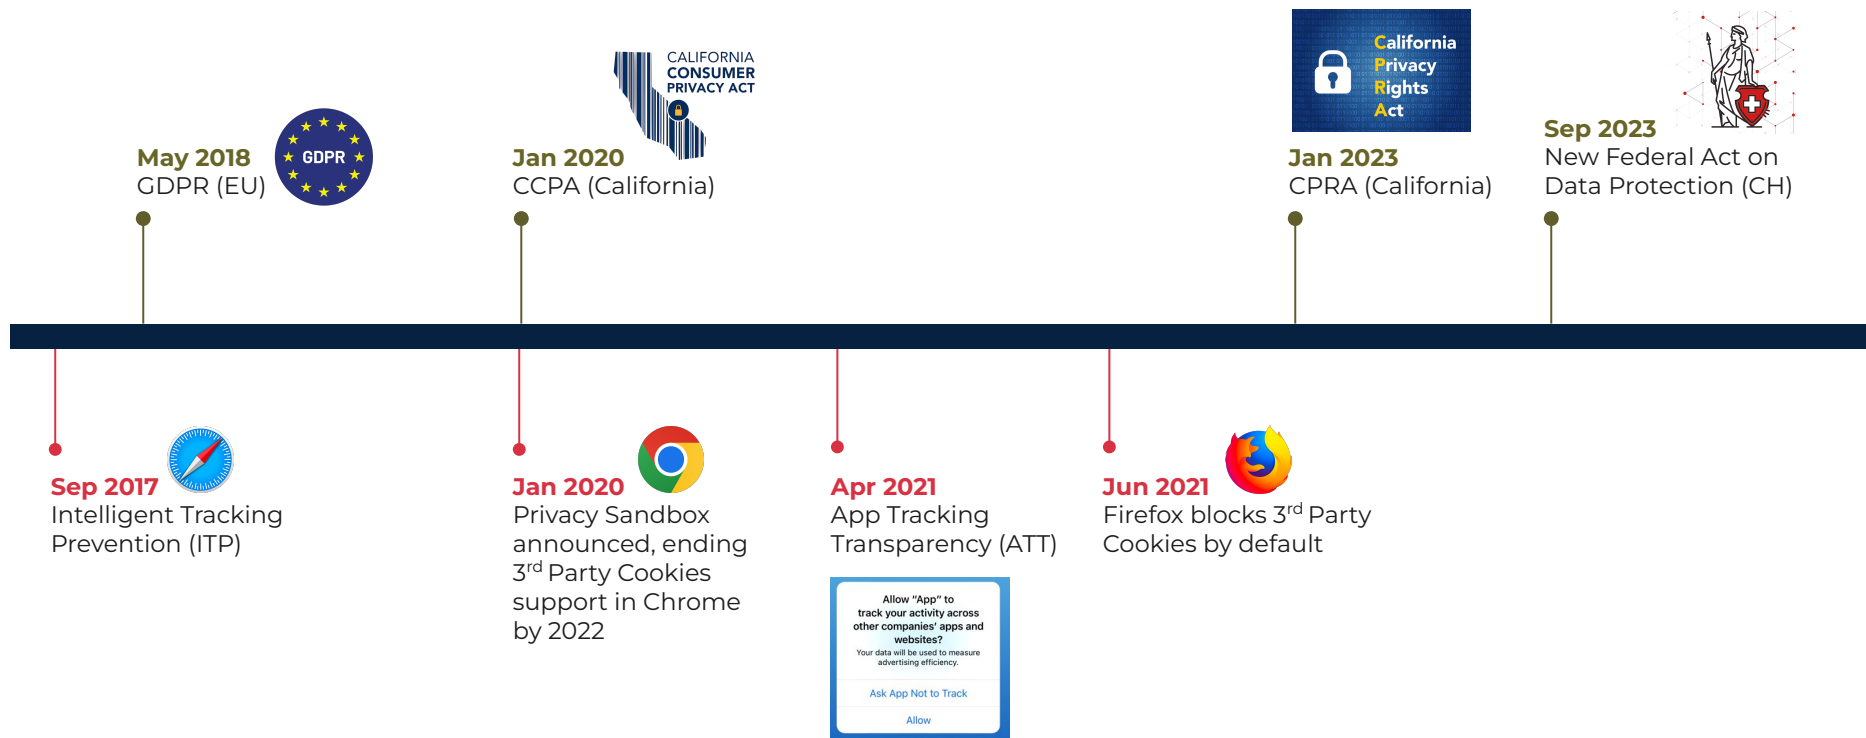 May 2018
GDPR (EU)
GDPR
Jan 2020
CCPA (California)
CALIFORNIA
CONSUMER
PRIVACY ACT
Jan 2023
CPRA (California)
California
Privacy
Rights
Act
Sep 2023
New Federal Act on
Data Protection (CH)
Sep 2017
Intelligent Tracking
Prevention (ITP)
Jan 2020
Privacy Sandbox
announced, ending
3rd Party Cookies
support in Chrome
by 2022
Apr 2021
App Tracking
Transparency (ATT)
Allow "App" to
track your activity across
other companies' apps and
websites?
Your data will be used to measure
advertising efficiency.
Ask App Not to Track
Allow
Jun 2021
Firefox blocks 3rd Party
Cookies by default